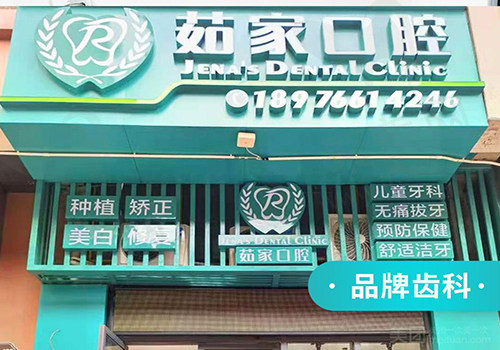 茹家口腔
JENA'S DENTAL CLINIC
18976614246
种植 矫正
美白 修复
JENA'S DENTAL CLINIC
茹家口腔
儿童牙科
无痛拔牙
预防保健
舒适洁牙
·品牌齿科·